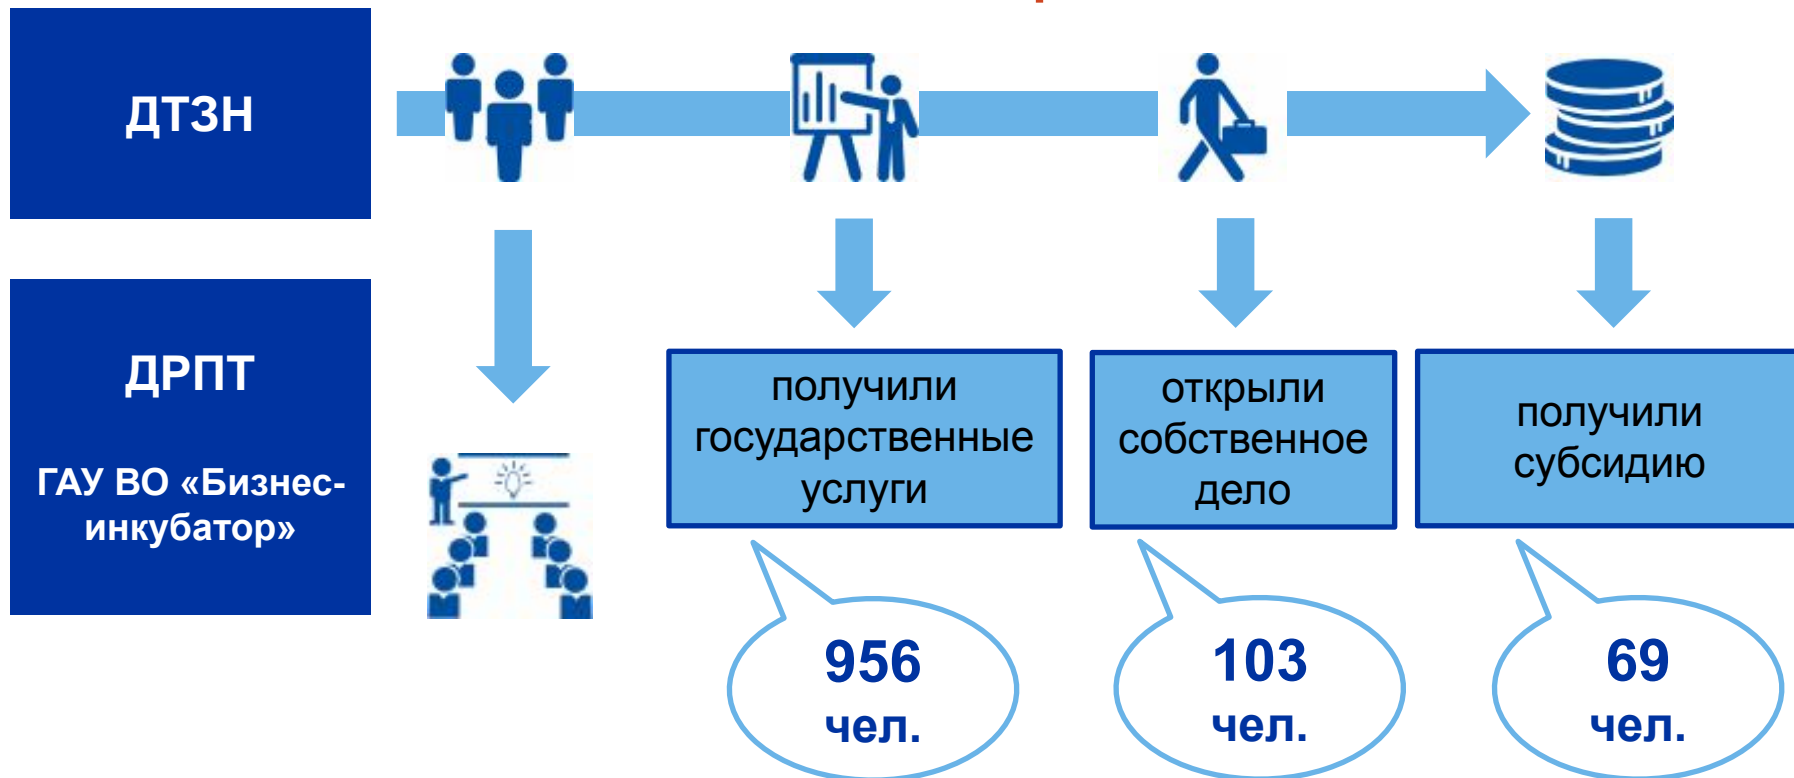 ДТЗН
ДРПТ
ГАУ ВО «Бизнес-
инкубатор»
получили
государственные
услуги
открыли
собственное
дело
получили
субсидию
956
чел.
103
чел.
69
чел.